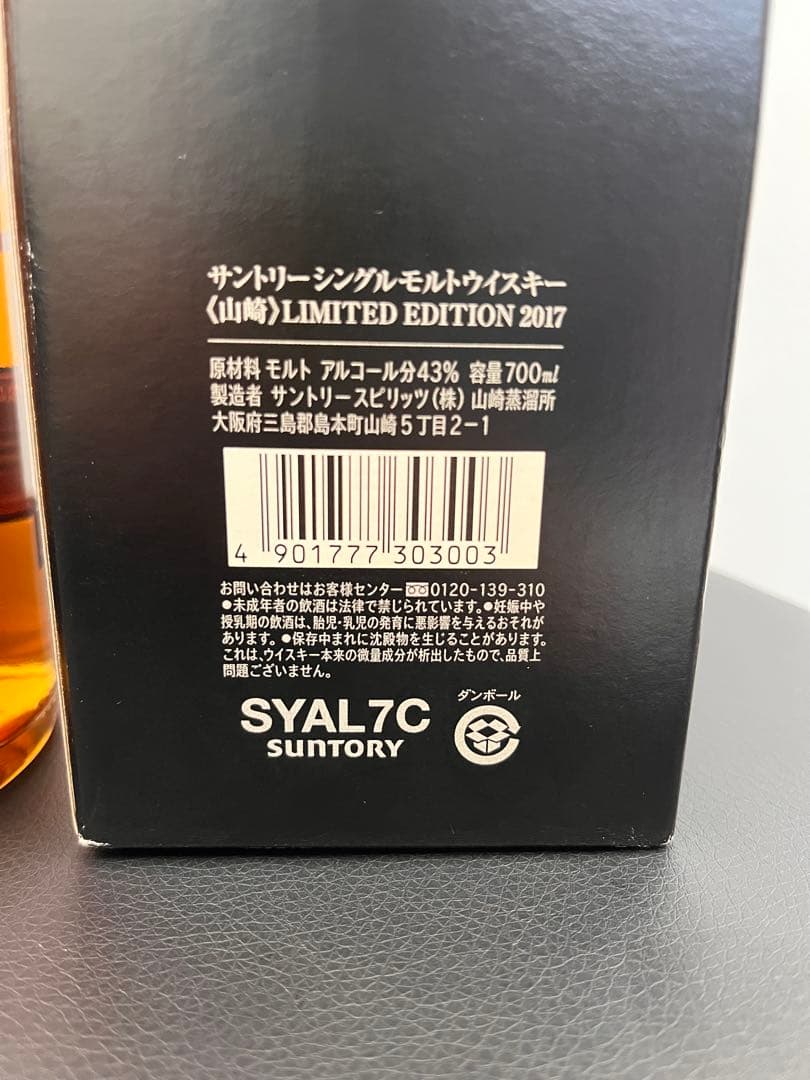 サントリーシングルモルトウイスキー
《山崎》LIMITED EDITION 2017
原材料 モルト アルコール分43% 容量700ml
製造者 サントリースピリッツ(株) 山崎蒸溜所
大阪府三島郡島本町山崎5丁目2-1
4 901777 303003
お問い合わせはお客様センター 0120-139-310
●未成年者の飲酒は法律で禁じられています。●妊娠中や
授乳期の飲酒は、胎児・乳児の発育に悪影響を与えるおそれが
あります。●保存中まれに沈殿物を生じることがあります。
これは、ウイスキー本来の微量成分が析出したもので、品質上
問題ございません。
ダンボール
SYAL7C
SUNTORY